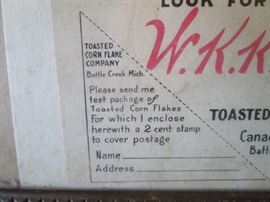 LOOK FOR
TOASTED
CORN FLAKE
COMPANY
Battle Creek Mich.
W.K.K
Please send me
test package of
Toasted Corn Flakes
For which I enclose
herewith a 2 cent stamp
to cover postage
TOASTED
Cana
Batt
Name
Address